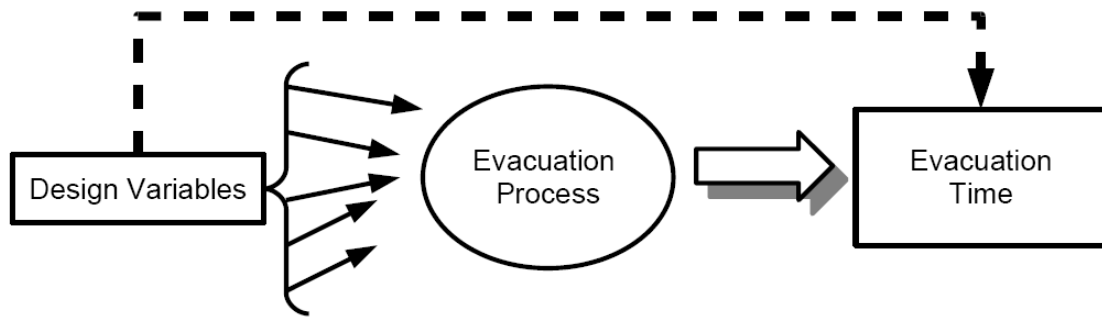 Design Variables
Evacuation
Process
Evacuation
Time